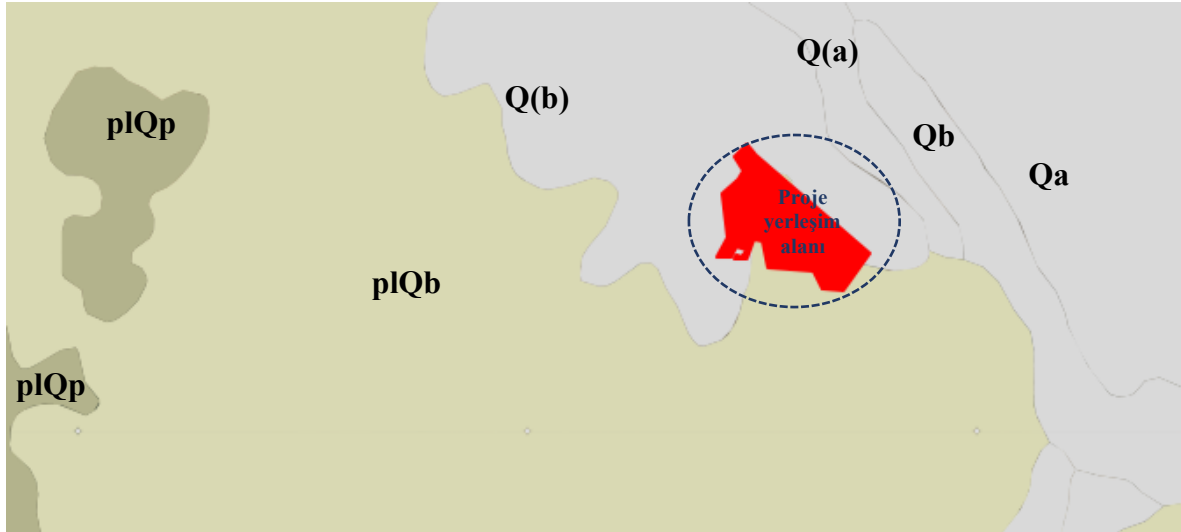 Q(a)
Q(b)
plQp
Qb
Qa
Proje
yerleşim
alanı
plQb
plQp